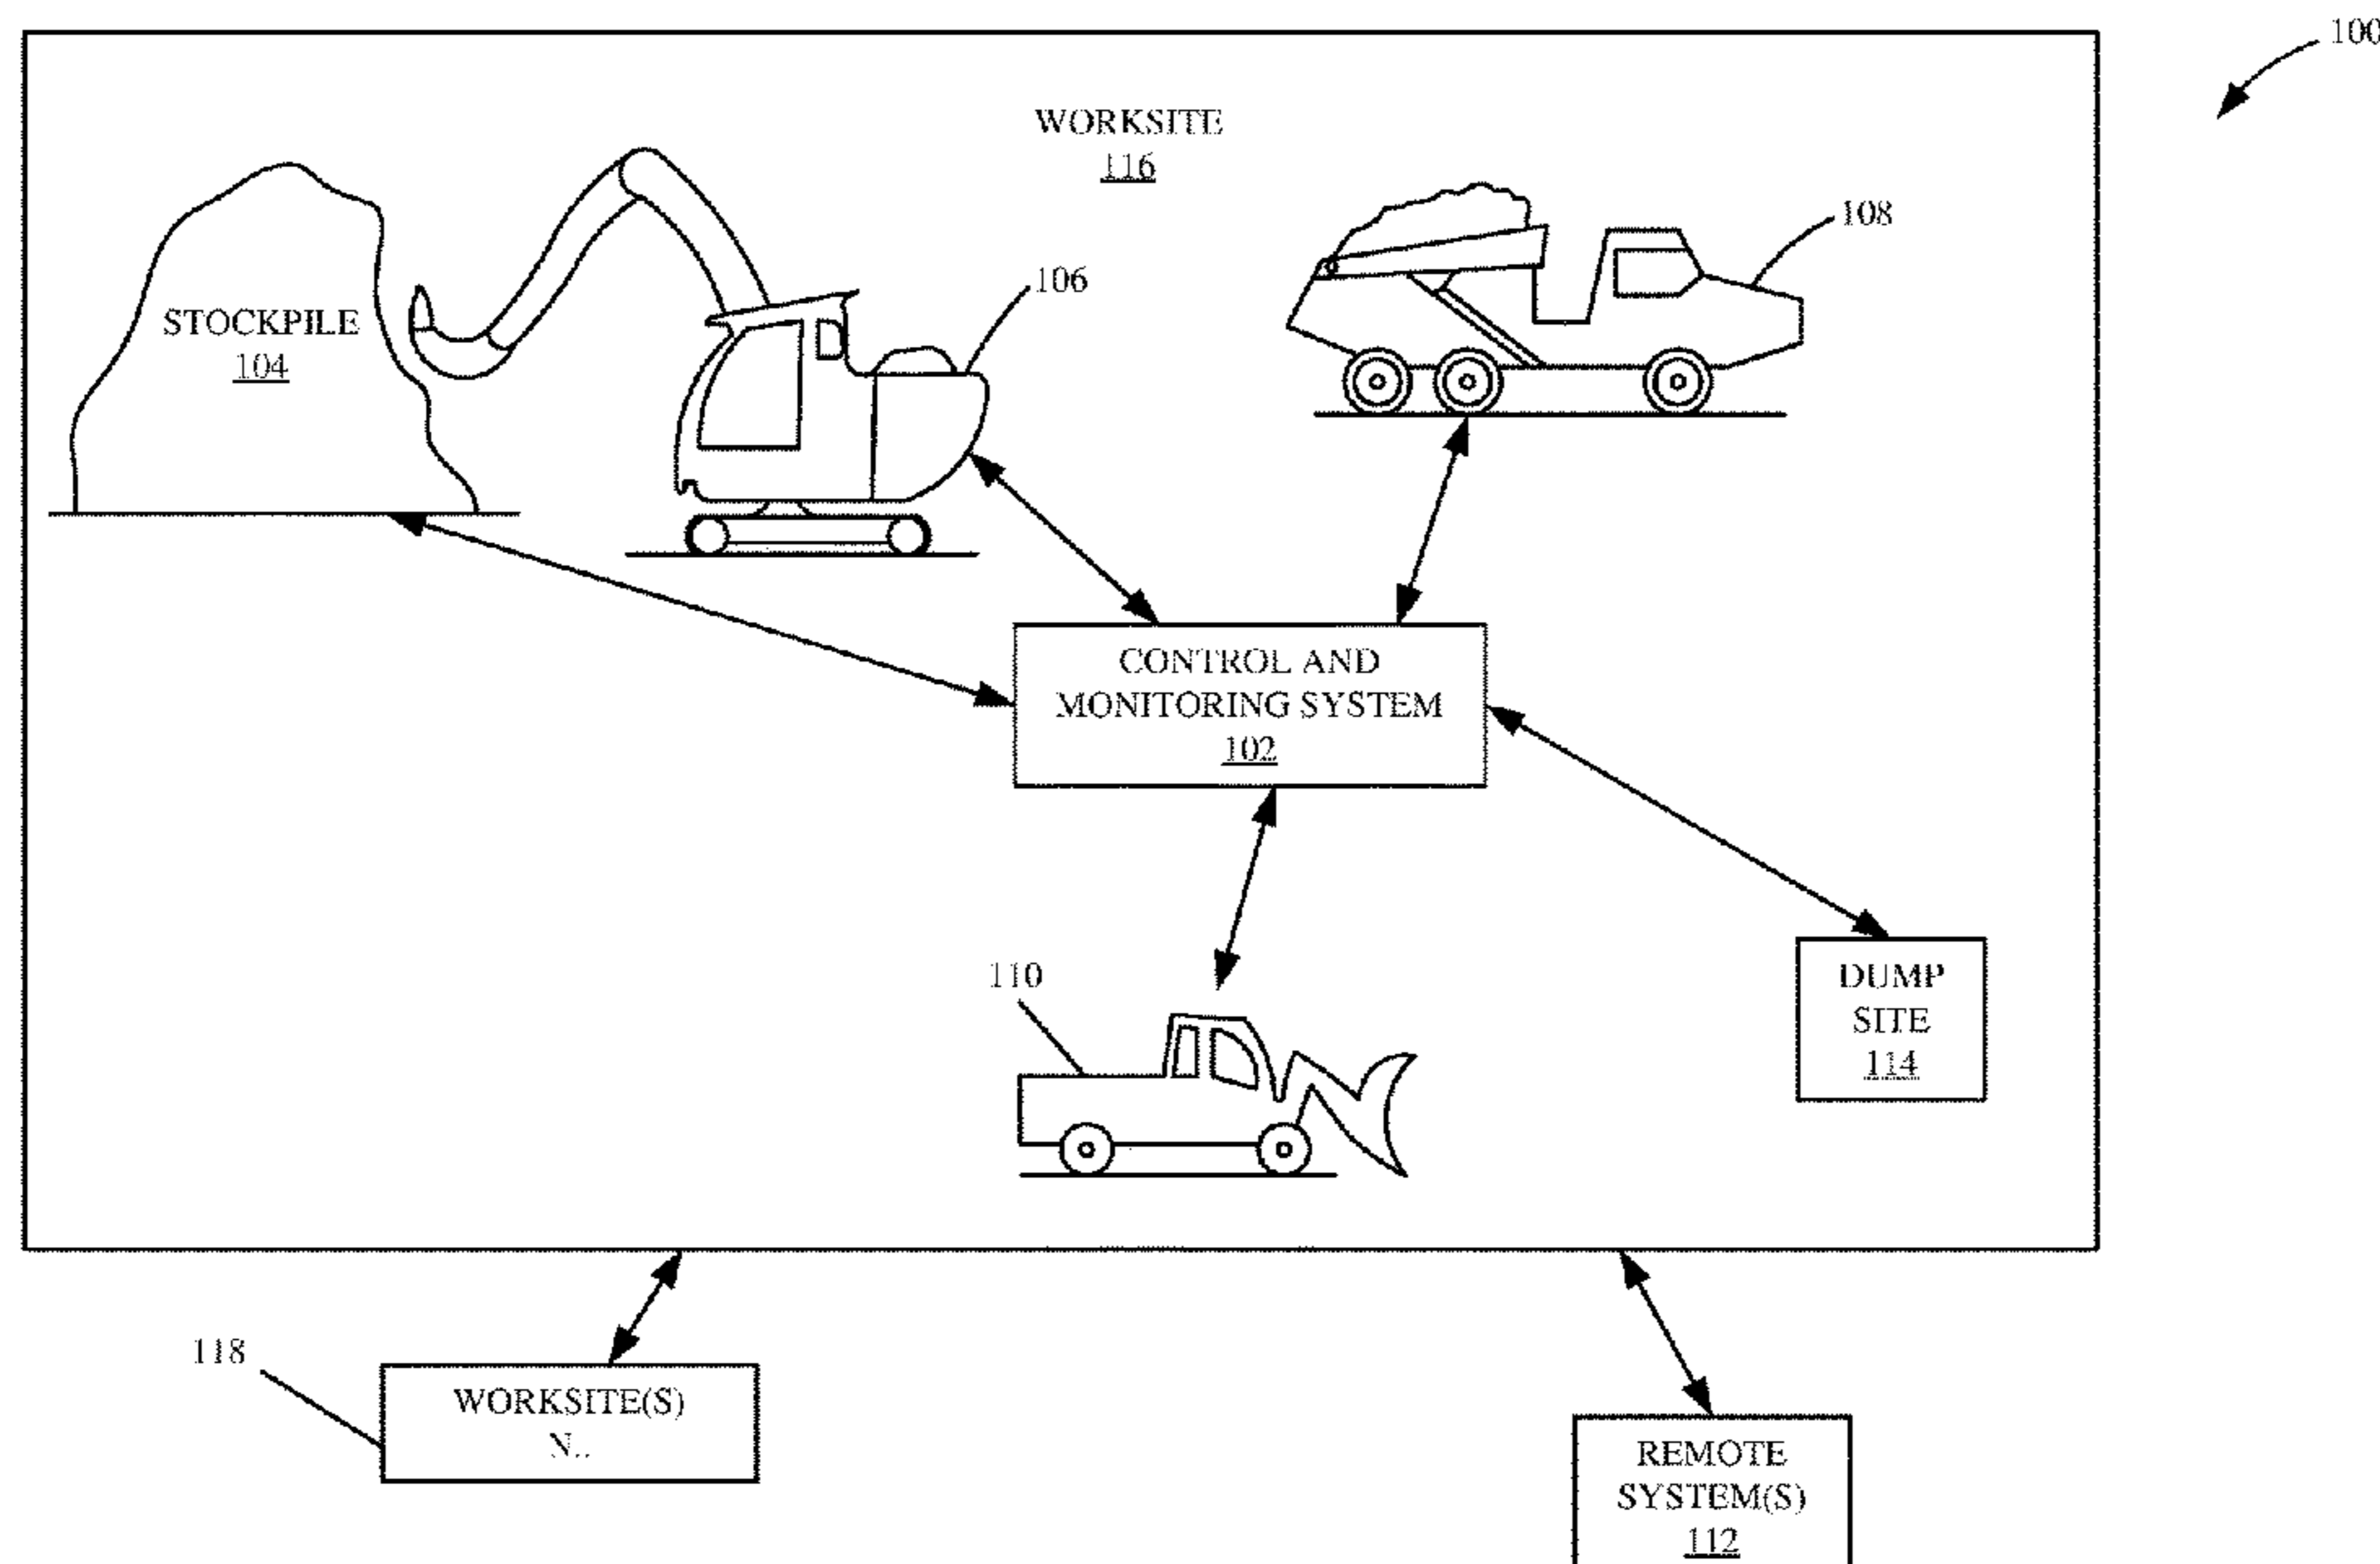 100
WORKSITE
116
108
106
STOCKPILE
104
CONTROL AND
MONITORING SYSTEM
102
110
DUMP
SITE
114
118
WORKSITE(S)
N..
REMOTE
SYSTEM(S)
112